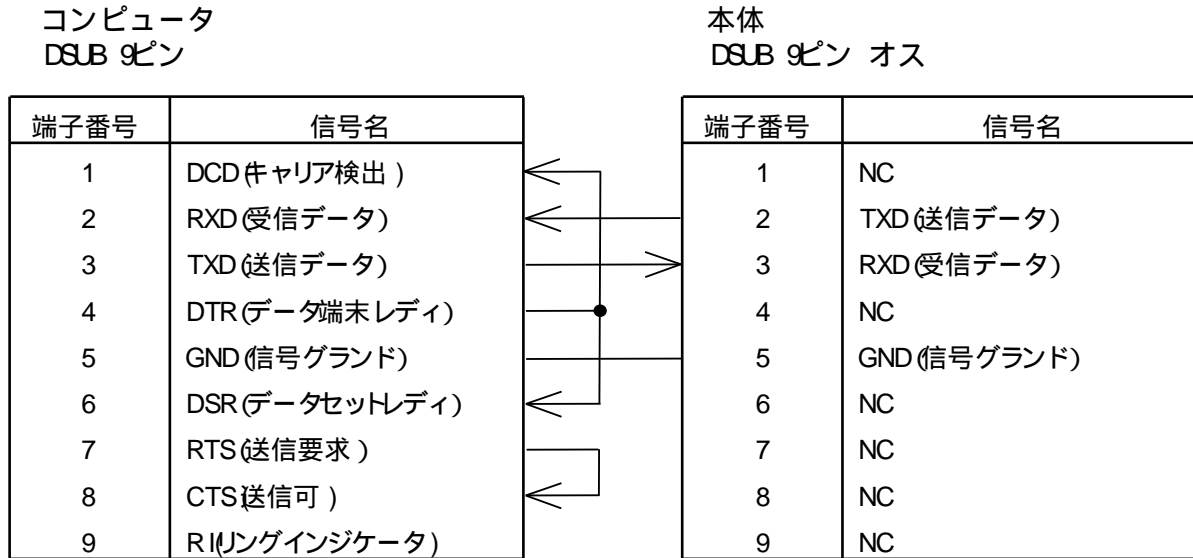 コンピュータ
DSUB 9ピン
端子番号 信号名
1 DCD(キャリア検出)
2 RXD(受信データ)
3 TXD(送信データ)
4 DTR(データ端末レディ)
5 GND(信号グランド)
6 DSR(データセットレディ)
7 RTS(送信要求)
8 CTS(送信可)
9 RI(リングインジケータ)
本体
DSUB 9ピン オス
端子番号 信号名
1 NC
2 TXD(送信データ)
3 RXD(受信データ)
4 NC
5 GND(信号グランド)
6 NC
7 NC
8 NC
9 NC